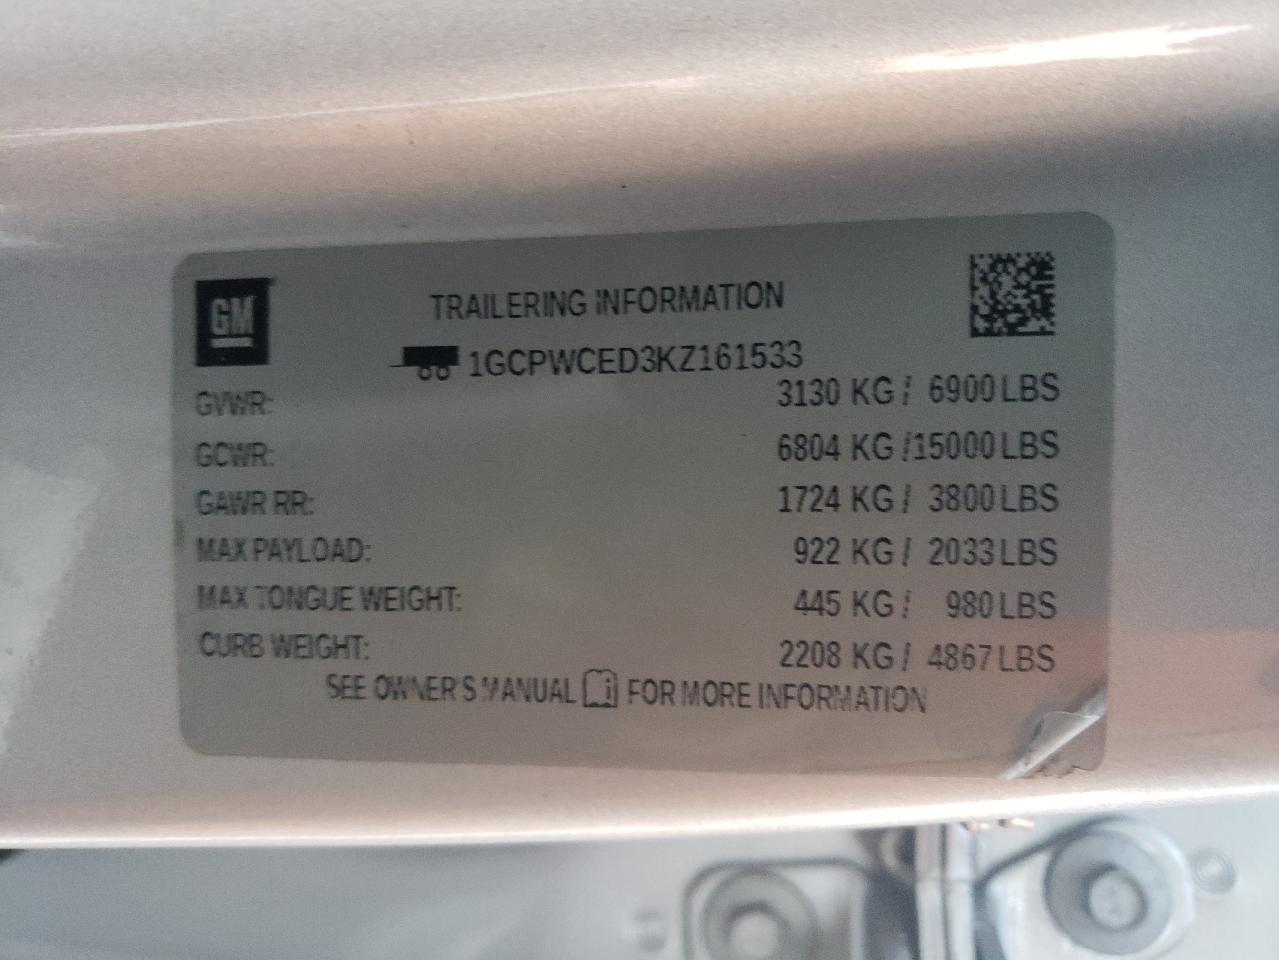 GM
TRAILERING INFORMATION
1GCPWCED3KZ161533
GVWR: 3130 KG / 6900 LBS
GCWR: 6804 KG /15000 LBS
GAWR RR: 1724 KG / 3800 LBS
MAX PAYLOAD: 922 KG / 2033 LBS
MAX TONGUE WEIGHT: 445 KG / 980 LBS
CURB WEIGHT: 2208 KG / 4867 LBS
SEE OWNER'S MANUAL i FOR MORE INFORMATION